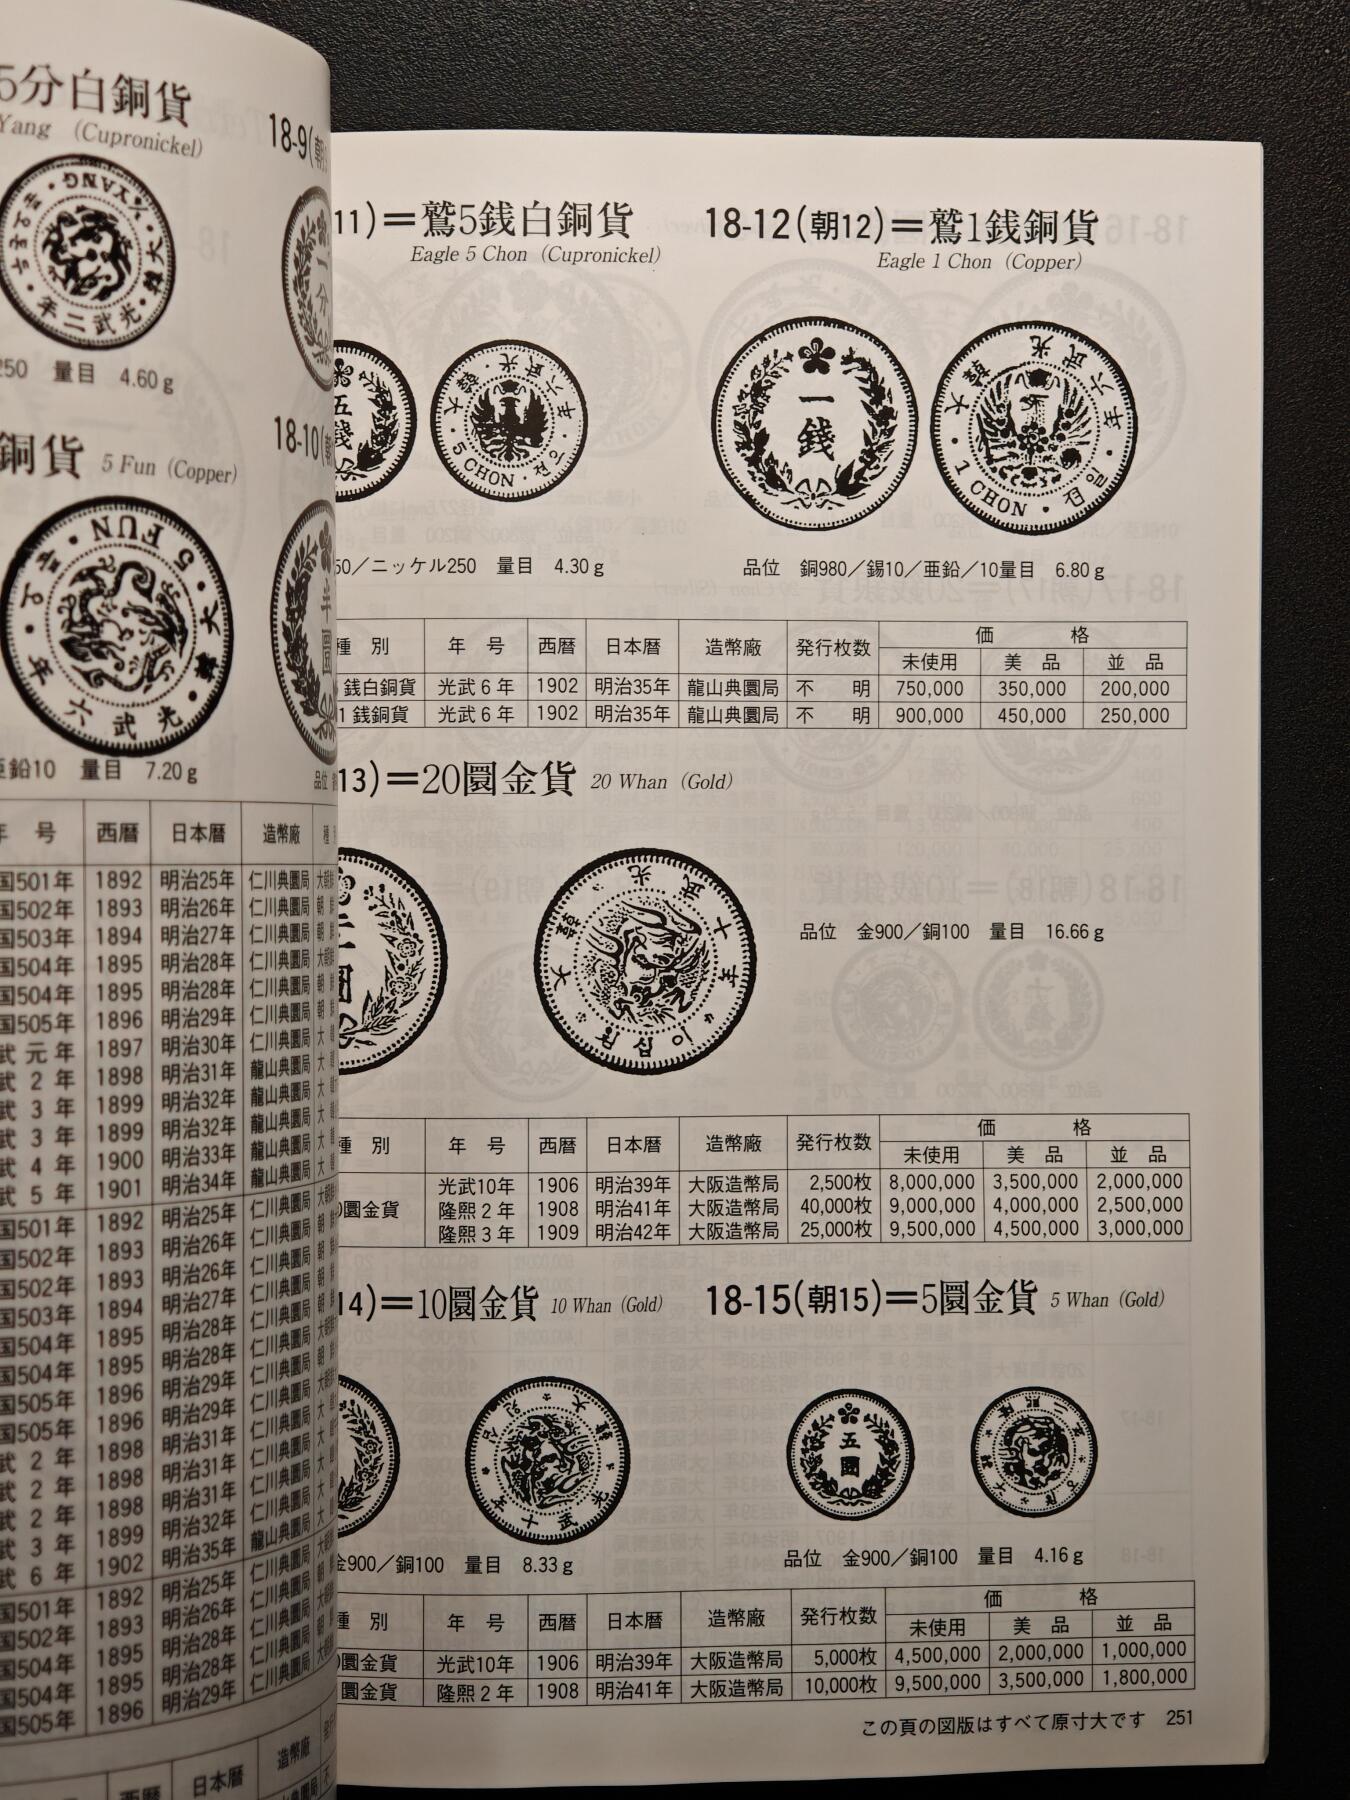 5分白銅貨
Yang (Cupronickel)
18-9(朝
250 量目 4.60g
銅貨 5 Fun (Copper)
18-10(朝
亜鉛10 量目 7.20g
品位
年 号 西暦 日本暦 造幣廠 種
国501年 1892 明治25年 仁川典圜局
国502年 1893 明治26年 仁川典圜局
国503年 1894 明治27年 仁川典圜局
国504年 1895 明治28年 仁川典圜局
国504年 1895 明治28年 仁川典圜局
国505年 1896 明治29年 仁川典圜局
武元年 1897 明治30年 仁川典圜局
武2年 1898 明治31年 龍山典圜局
武3年 1899 明治32年 龍山典圜局
武3年 1899 明治32年 龍山典圜局
武4年 1900 明治33年 龍山典圜局
武5年 1901 明治34年 龍山典圜局
国501年 1892 明治25年 仁川典圜局
国502年 1893 明治26年 仁川典圜局
国502年 1893 明治26年 仁川典圜局
国503年 1894 明治27年 仁川典圜局
国504年 1895 明治28年 仁川典圜局
国504年 1895 明治28年 仁川典圜局
国505年 1896 明治29年 仁川典圜局
国505年 1896 明治29年 仁川典圜局
武2年 1898 明治31年 仁川典圜局
武2年 1898 明治31年 仁川典圜局
武2年 1898 明治31年 仁川典圜局
武3年 1899 明治32年 仁川典圜局
武6年 1902 明治35年 龍山典圜局
国501年 1892 明治25年 仁川典圜局
国502年 1893 明治26年 仁川典圜局
国504年 1895 明治28年 仁川典圜局
国504年 1895 明治28年 仁川典圜局
国505年 1896 明治29年 仁川典圜局
西暦 日本暦 造幣廠
11)＝鷲5銭白銅貨
Eagle 5 Chon (Cupronickel)
18-12(朝12)＝鷲1銭銅貨
Eagle 1 Chon (Copper)
5 CHON
一銭
1 CHON
50／ニッケル250 量目 4.30g
品位 銅980／錫10／亜鉛／10量目 6.80g
種 別 年 号 西暦 日本暦 造幣廠 発行枚数 価 格
未使用 美 品 並 品
銭白銅貨 光武6年 1902 明治35年 龍山典圜局 不 明 750,000 350,000 200,000
1銭銅貨 光武6年 1902 明治35年 龍山典圜局 不 明 900,000 450,000 250,000
13)＝20圜金貨 20 Whan (Gold)
品位 金900／銅100 量目 16.66g
種 別 年 号 西暦 日本暦 造幣廠 発行枚数 価 格
未使用 美 品 並 品
光武10年 1906 明治39年 大阪造幣局 2,500枚 8,000,000 3,500,000 2,000,000
0圜金貨 隆熙2年 1908 明治41年 大阪造幣局 40,000枚 9,000,000 4,000,000 2,500,000
隆熙3年 1909 明治42年 大阪造幣局 25,000枚 9,500,000 4,500,000 3,000,000
14)＝10圜金貨 10 Whan (Gold)
18-15(朝15)＝5圜金貨 5 Whan (Gold)
五圜
金900／銅100 量目 8.33g
品位 金900／銅100 量目 4.16g
種 別 年 号 西暦 日本暦 造幣廠 発行枚数 価 格
未使用 美 品 並 品
0圜金貨 光武10年 1906 明治39年 大阪造幣局 5,000枚 4,500,000 2,000,000 1,000,000
圜金貨 隆熙2年 1908 明治41年 大阪造幣局 10,000枚 9,500,000 3,500,000 1,800,000
この頁の図版はすべて原寸大です 251